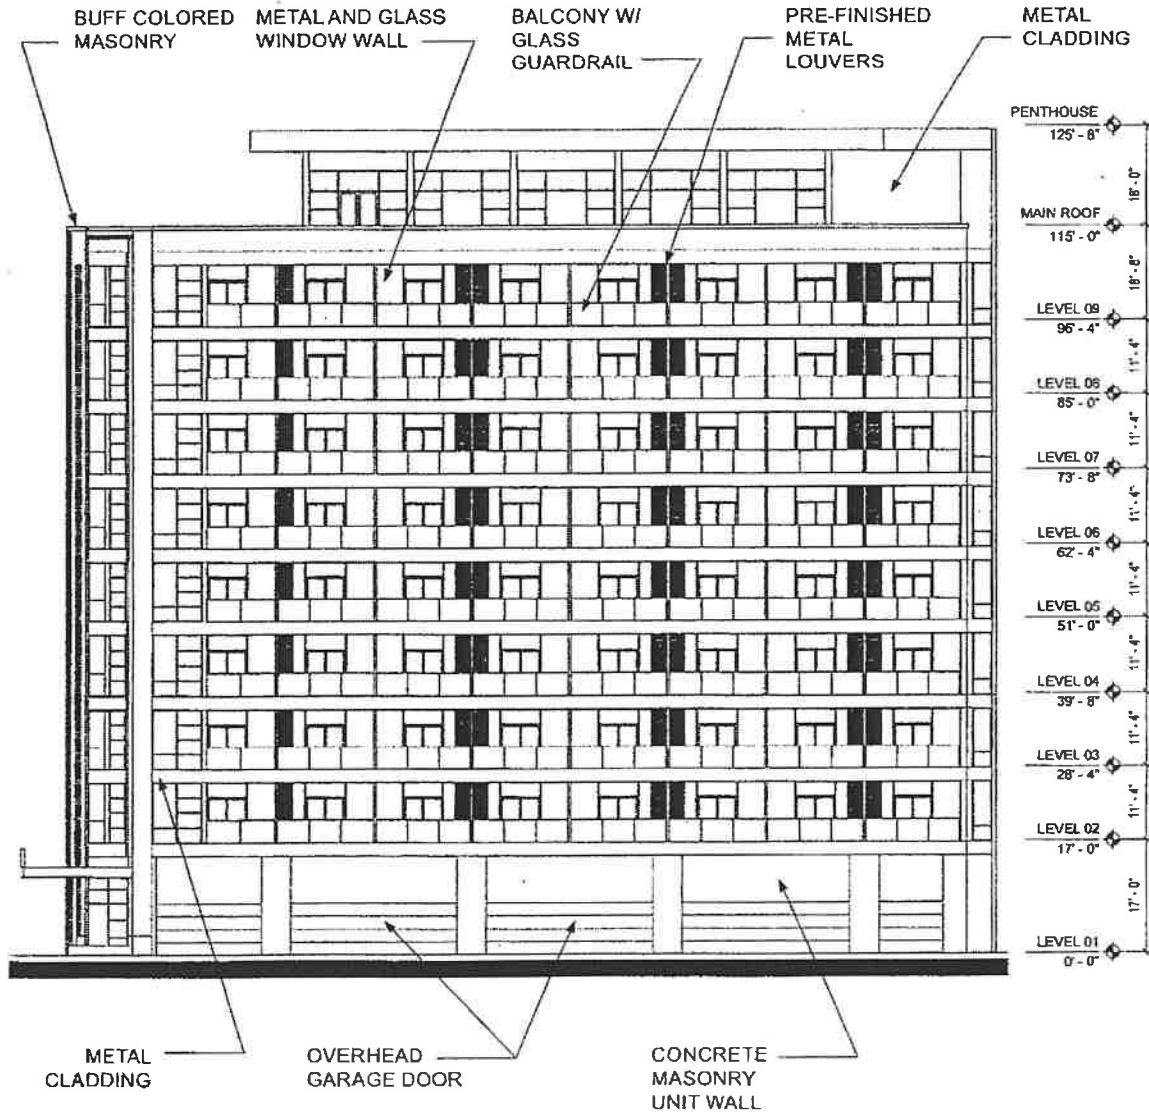 BUFF COLORED
MASONRY
METAL AND GLASS
WINDOW WALL
BALCONY W/
GLASS
GUARDRAIL
PRE-FINISHED
METAL
LOUVERS
METAL
CLADDING
PENTHOUSE
125' - 8"
MAIN ROOF
115' - 0"
18'-8"
LEVEL 09
96' - 4"
11'-4"
LEVEL 08
85' - 0"
11'-4"
LEVEL 07
73' - 8"
11'-4"
LEVEL 06
62' - 4"
11'-4"
LEVEL 05
51' - 0"
11'-4"
LEVEL 04
39' - 8"
11'-4"
LEVEL 03
28' - 4"
11'-4"
LEVEL 02
17' - 0"
17'-0"
LEVEL 01
0' - 0"
METAL
CLADDING
OVERHEAD
GARAGE DOOR
CONCRETE
MASONRY
UNIT WALL